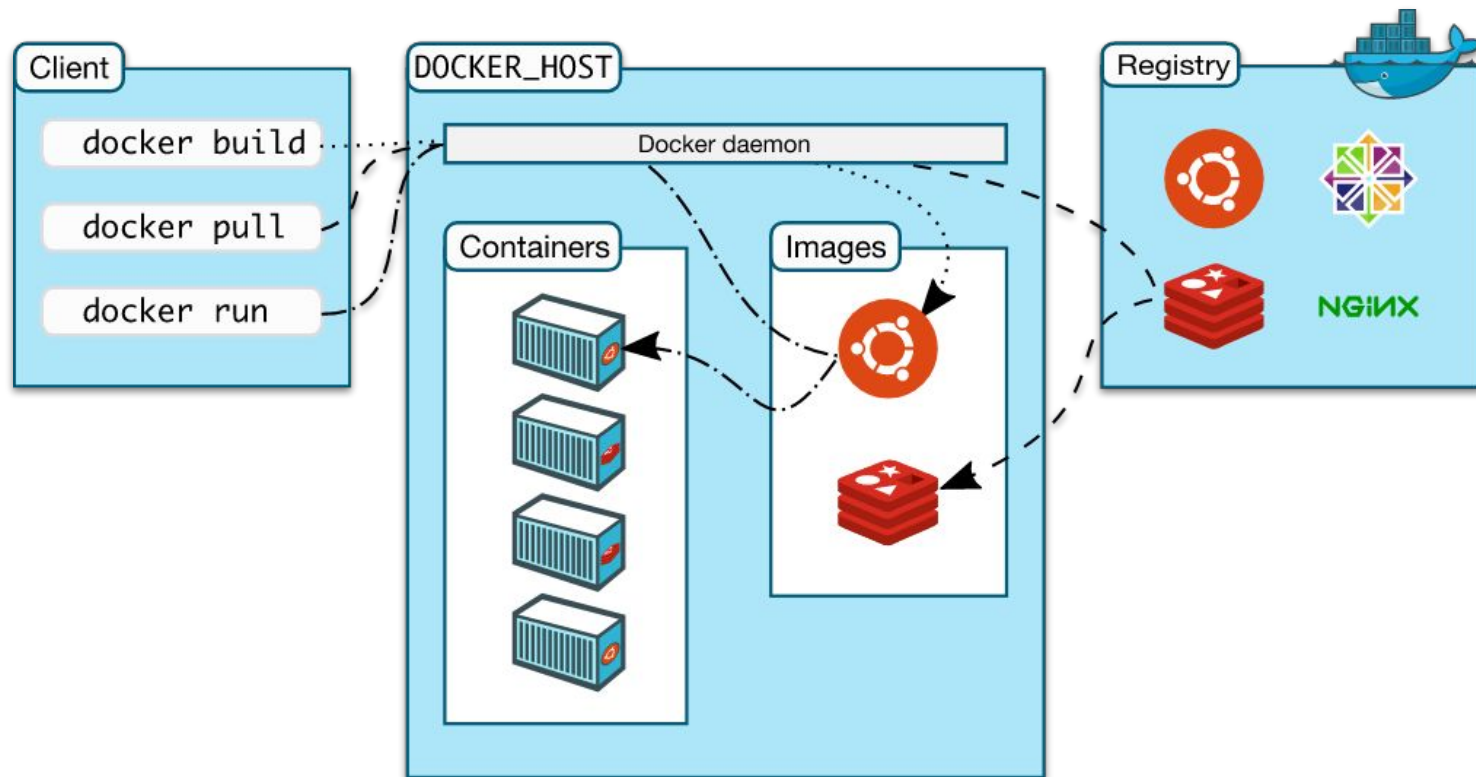 Client
docker build
docker pull
docker run
DOCKER_HOST
Docker daemon
Containers
Images
Registry
NGiNX